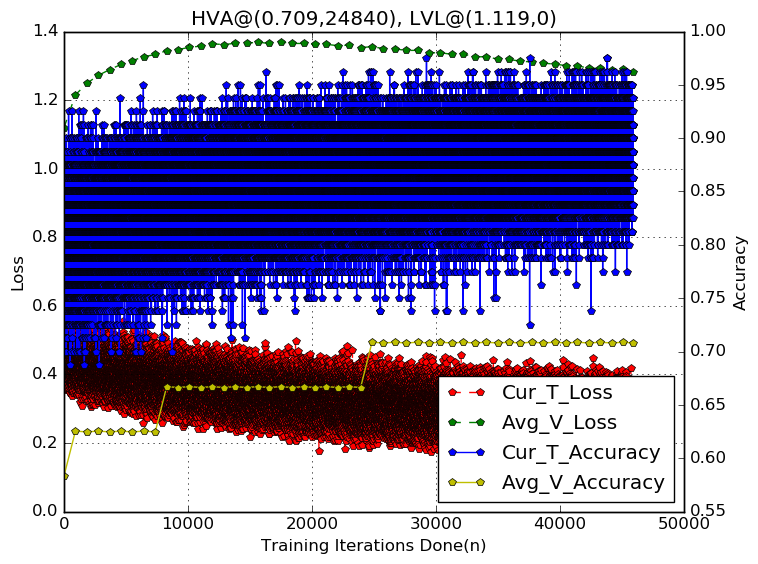 HVA@(0.709,24840), LVL@(1.119,0)
1.4
1.2
1.0
0.8
0.6
0.4
0.2
0.0
Loss
1.00
0.95
0.90
0.85
0.80
0.75
0.70
0.65
0.60
0.55
Accuracy
Cur_T_Loss
Avg_V_Loss
Cur_T_Accuracy
Avg_V_Accuracy
0 10000 20000 30000 40000 50000
Training Iterations Done(n)